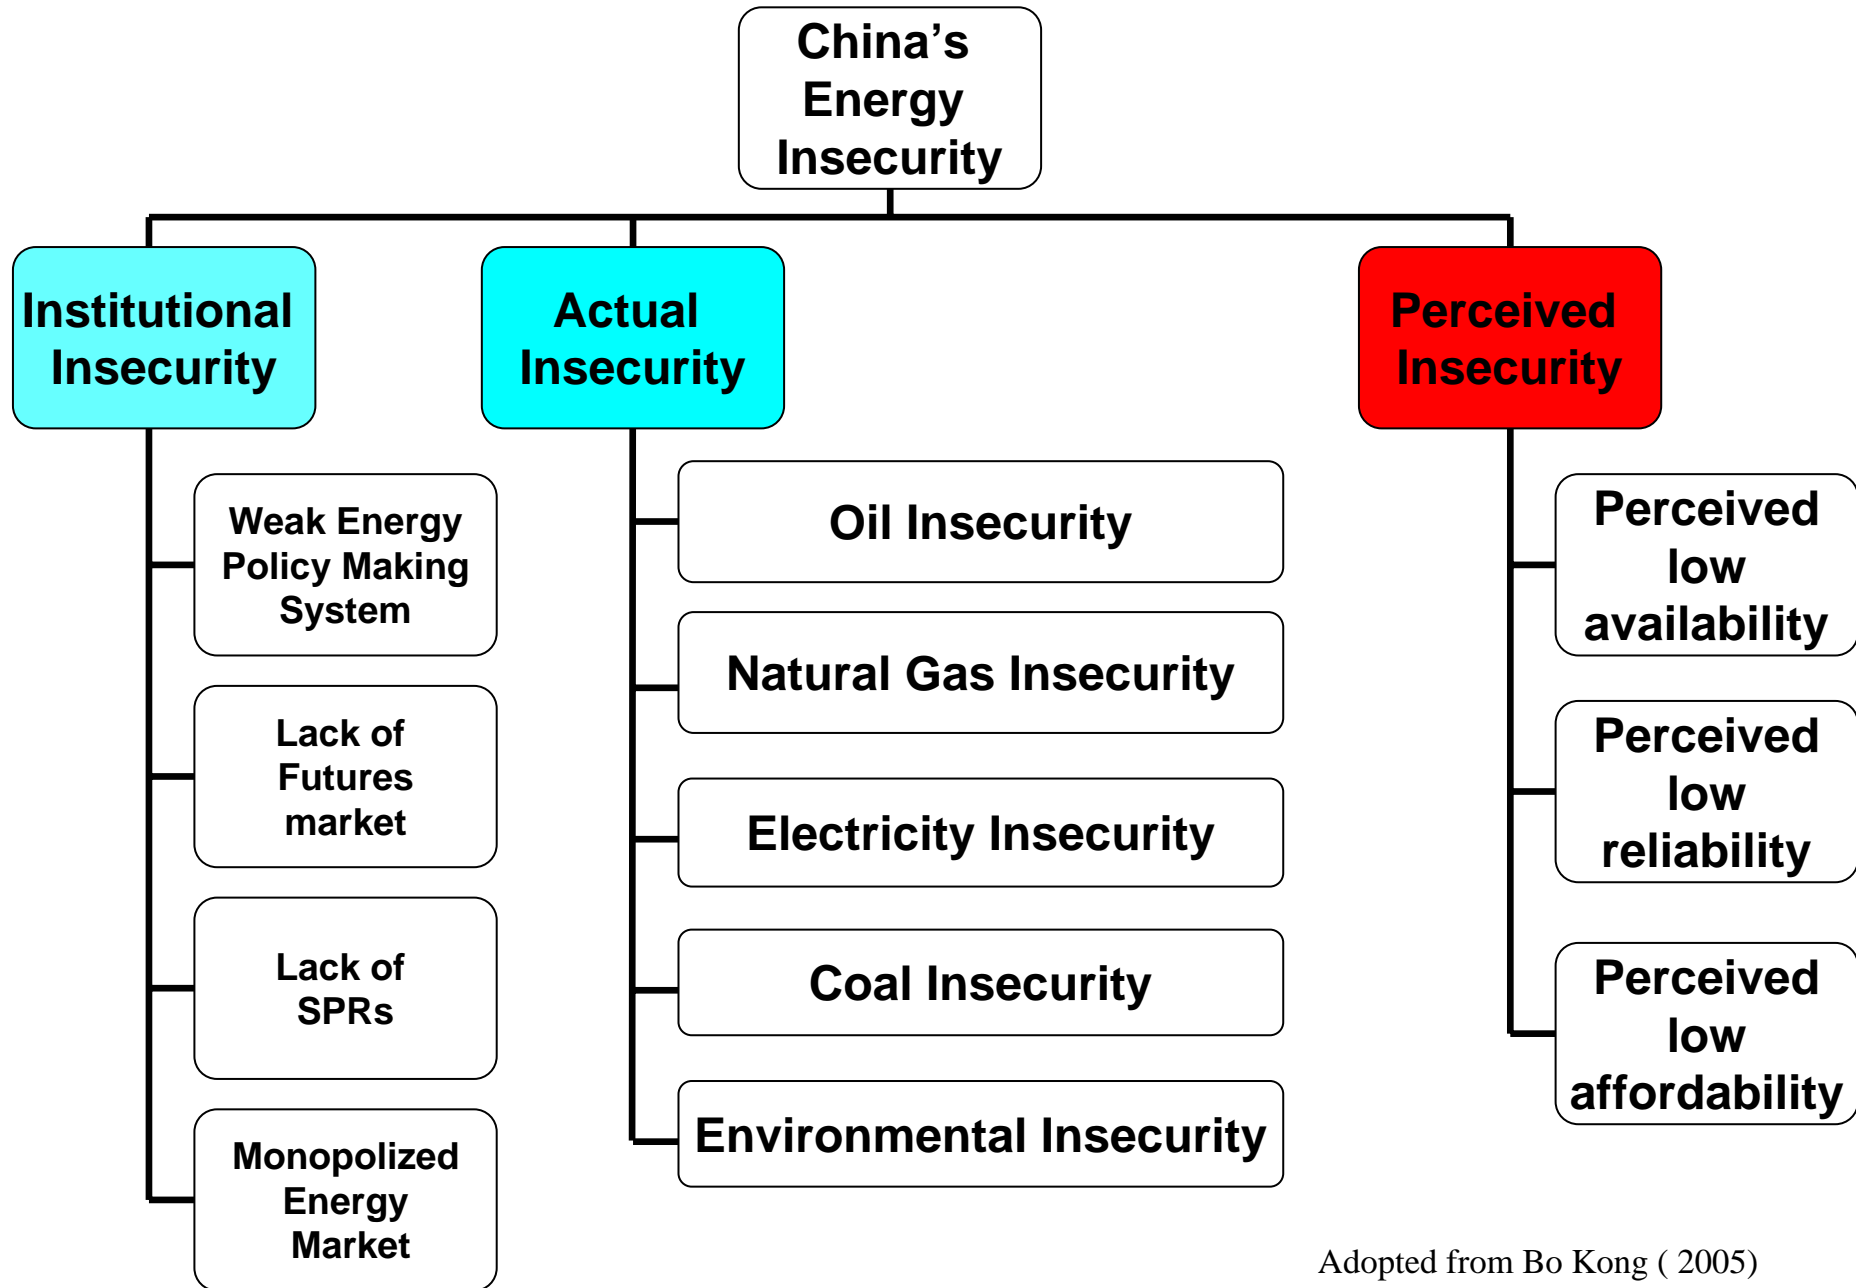 China’s
Energy
Insecurity
Institutional
Insecurity
Actual
Insecurity
Perceived
Insecurity
Weak Energy
Policy Making
System
Lack of
Futures
market
Lack of
SPRs
Monopolized
Energy
Market
Oil Insecurity
Natural Gas Insecurity
Electricity Insecurity
Coal Insecurity
Environmental Insecurity
Perceived
low
availability
Perceived
low
reliability
Perceived
low
affordability
Adopted from Bo Kong ( 2005)